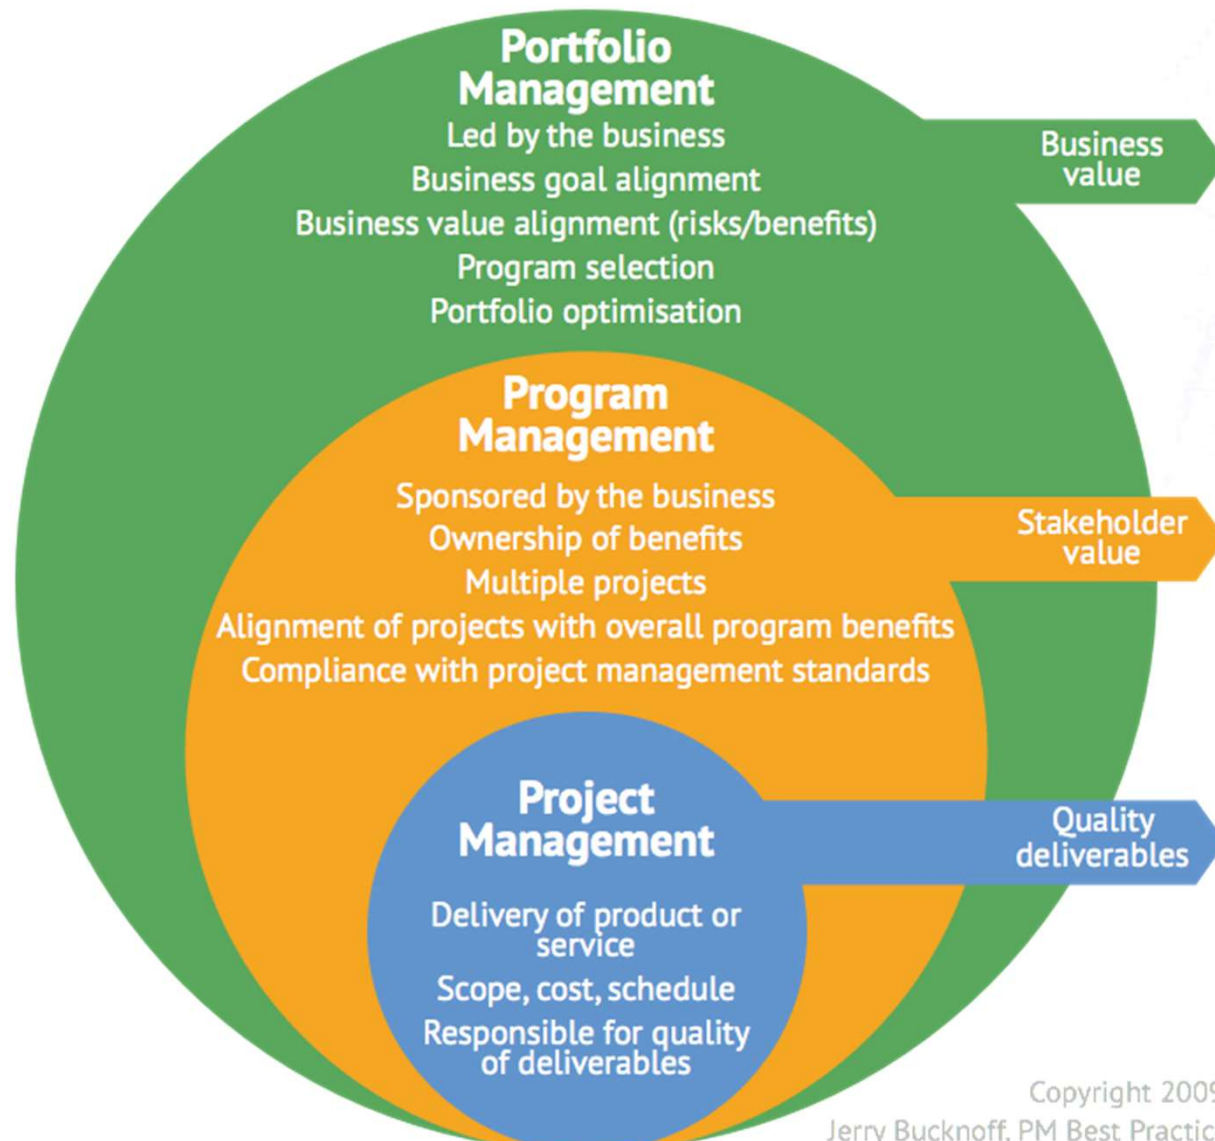 Portfolio
Management
Led by the business
Business goal alignment
Business value alignment (risks/benefits)
Program selection
Portfolio optimisation
Business
value
Program
Management
Sponsored by the business
Ownership of benefits
Multiple projects
Alignment of projects with overall program benefits
Compliance with project management standards
Stakeholder
value
Project
Management
Delivery of product or
service
Scope, cost, schedule
Responsible for quality
of deliverables
Quality
deliverables
Copyright 2009
Jerry Bucknoff, PM Best Practic